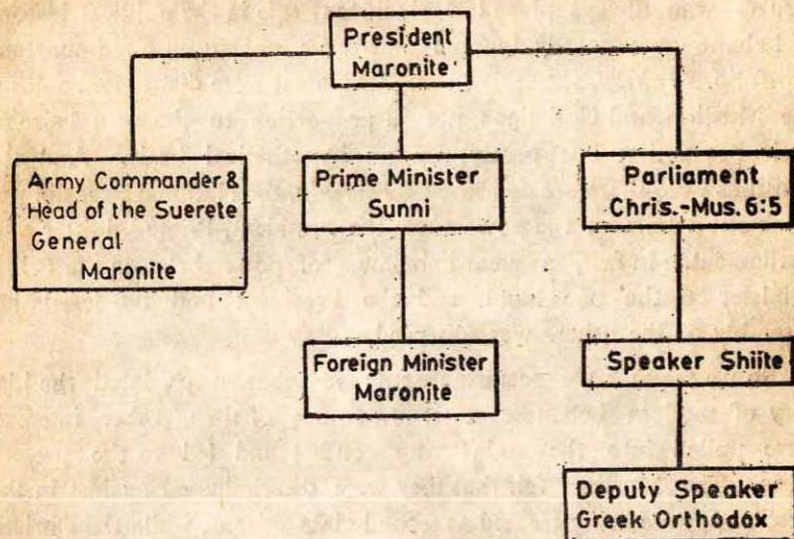 President
Maronite
Army Commander &
Head of the Suerete
General
Maronite
Prime Minister
Sunni
Parliament
Chris.-Mus. 6:5
Foreign Minister
Maronite
Speaker Shiite
Deputy Speaker
Greek Orthodox